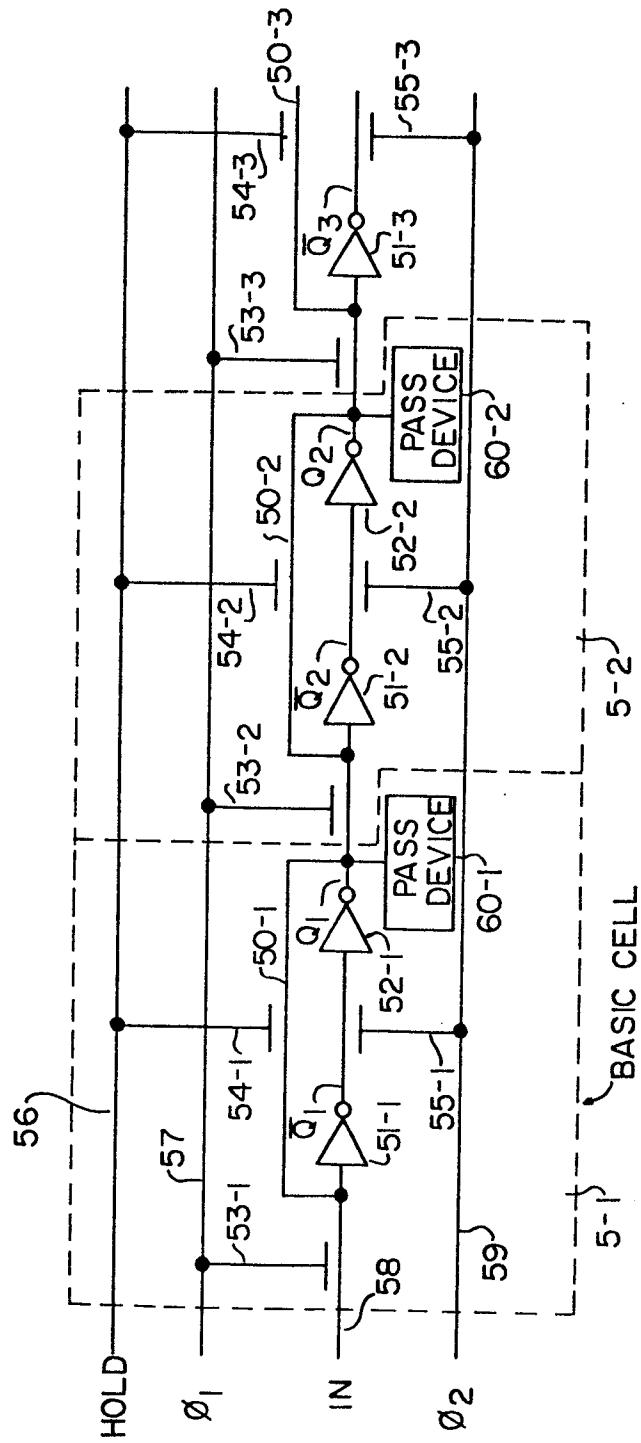 HOLD
56
54-1
54-2
54-3
50-3
Ø1
57
53-1
53-2
53-3
50-1
50-2
Q̅1
Q1
Q̅2
Q2
Q̅3
IN
58
51-1
52-1
51-2
52-2
51-3
55-1
55-2
55-3
PASS
DEVICE
60-1
PASS
DEVICE
60-2
Ø2
59
5-1
BASIC CELL
5-2